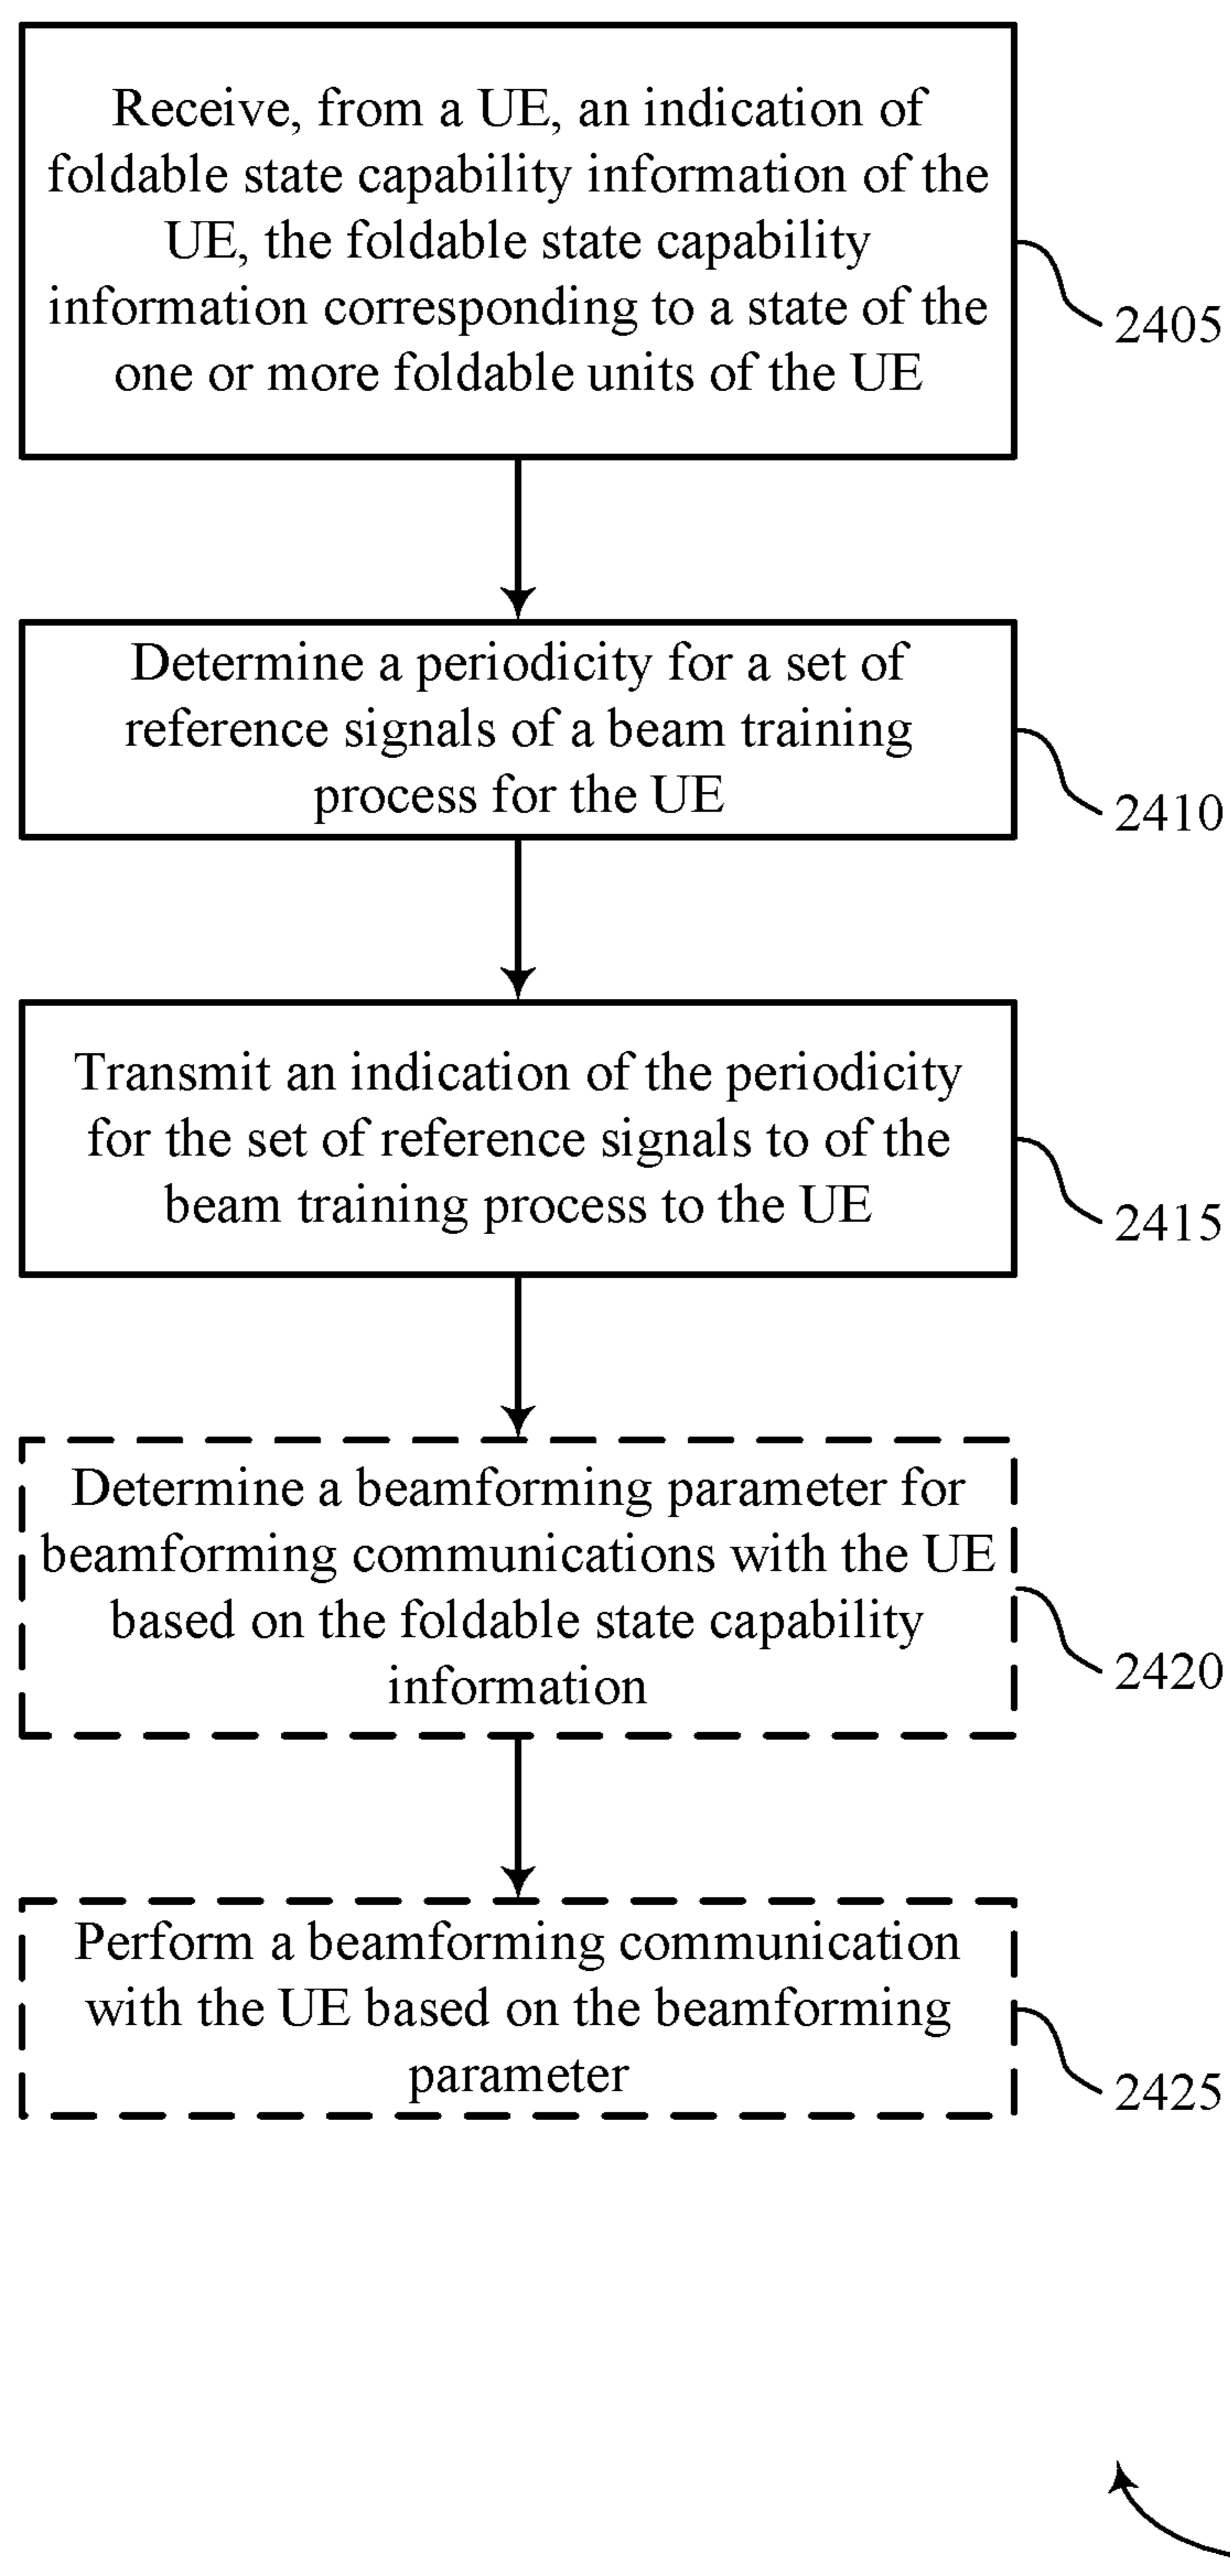 Receive, from a UE, an indication of
foldable state capability information of the
UE, the foldable state capability
information corresponding to a state of the
one or more foldable units of the UE
2405
Determine a periodicity for a set of
reference signals of a beam training
process for the UE
2410
Transmit an indication of the periodicity
for the set of reference signals to of the
beam training process to the UE
2415
Determine a beamforming parameter for
beamforming communications with the UE
based on the foldable state capability
information
2420
Perform a beamforming communication
with the UE based on the beamforming
parameter
2425